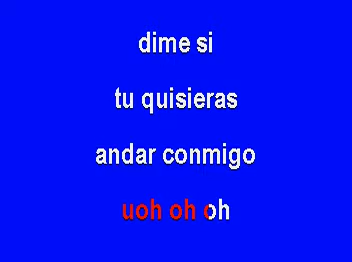 dime si
tu quisieras
andar conmigo
uoh oh oh